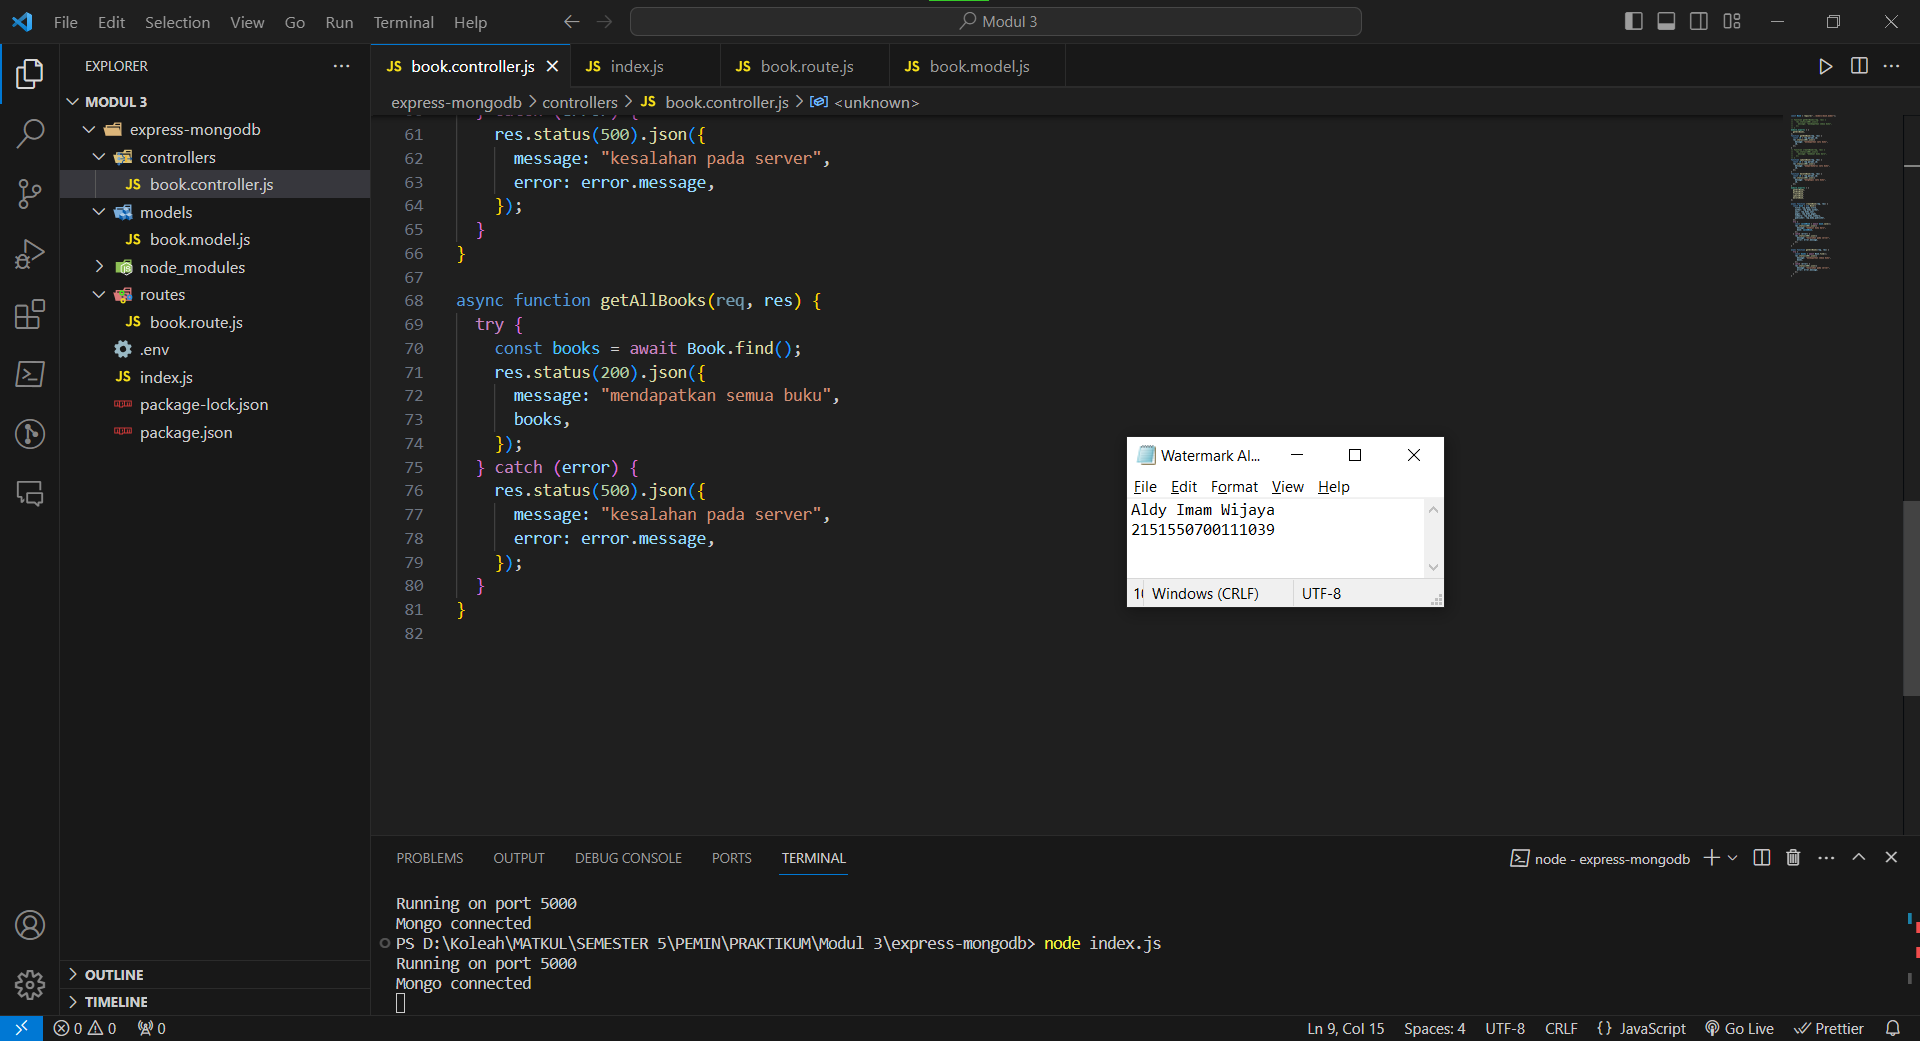 File Edit Selection View Go Run Terminal Help
Modul 3
EXPLORER
MODUL 3
express-mongodb
controllers
JS book.controller.js
models
JS book.model.js
node_modules
routes
JS book.route.js
.env
JS index.js
package-lock.json
package.json
OUTLINE
TIMELINE
JS book.controller.js
JS index.js
JS book.route.js
JS book.model.js
express-mongodb > controllers > JS book.controller.js > <unknown>
61 res.status(500).json({
62 message: "kesalahan pada server",
63 error: error.message,
64 });
65 }
66 }
67
68 async function getAllBooks(req, res) {
69 try {
70 const books = await Book.find();
71 res.status(200).json({
72 message: "mendapatkan semua buku",
73 books,
74 });
75 } catch (error) {
76 res.status(500).json({
77 message: "kesalahan pada server",
78 error: error.message,
79 });
80 }
81 }
82
Watermark Al...
File Edit Format View Help
Aldy Imam Wijaya
2151550700111039
Windows (CRLF) UTF-8
PROBLEMS OUTPUT DEBUG CONSOLE PORTS TERMINAL
node - express-mongodb
Running on port 5000
Mongo connected
PS D:\Koleah\MATKUL\SEMESTER 5\PEMIN\PRAKTIKUM\Modul 3\express-mongodb> node index.js
Running on port 5000
Mongo connected
0 0 0
Ln 9, Col 15 Spaces: 4 UTF-8 CRLF {} JavaScript Go Live Prettier